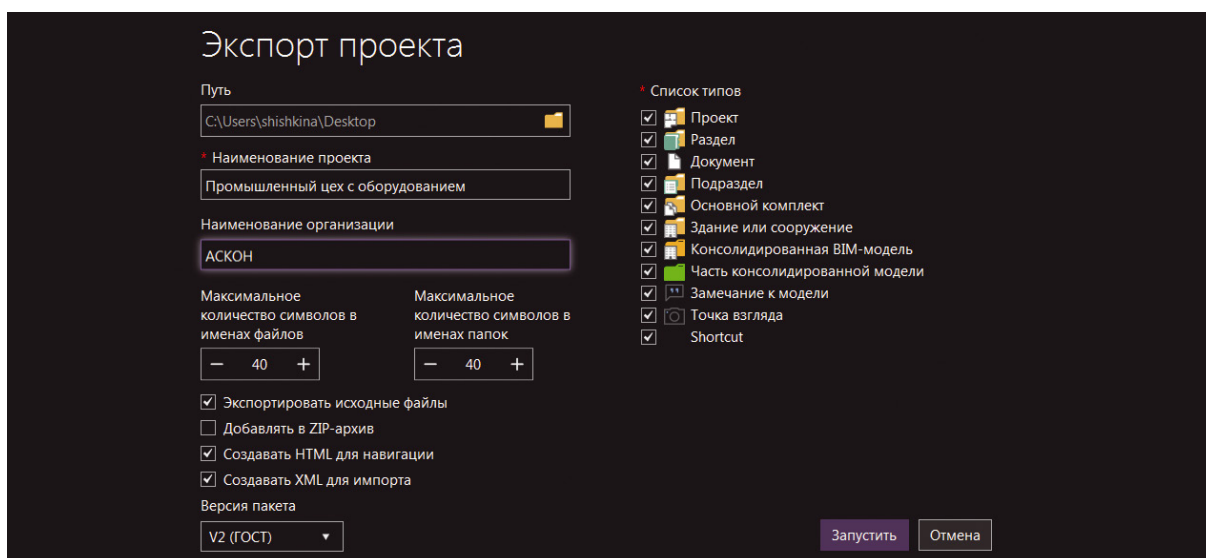 Экспорт проекта
Путь
C:\Users\shishkina\Desktop
* Наименование проекта
Промышленный цех с оборудованием
Наименование организации
АСКОН
Максимальное
количество символов в
именах файлов
40
Максимальное
количество символов в
именах папок
40
Экспортировать исходные файлы
Добавлять в ZIP-архив
Создавать HTML для навигации
Создавать XML для импорта
Версия пакета
V2 (ГОСТ)
* Список типов
Проект
Раздел
Документ
Подраздел
Основной комплект
Здание или сооружение
Консолидированная BIM-модель
Часть консолидированной модели
Замечание к модели
Точка взгляда
Shortcut
Запустить
Отмена